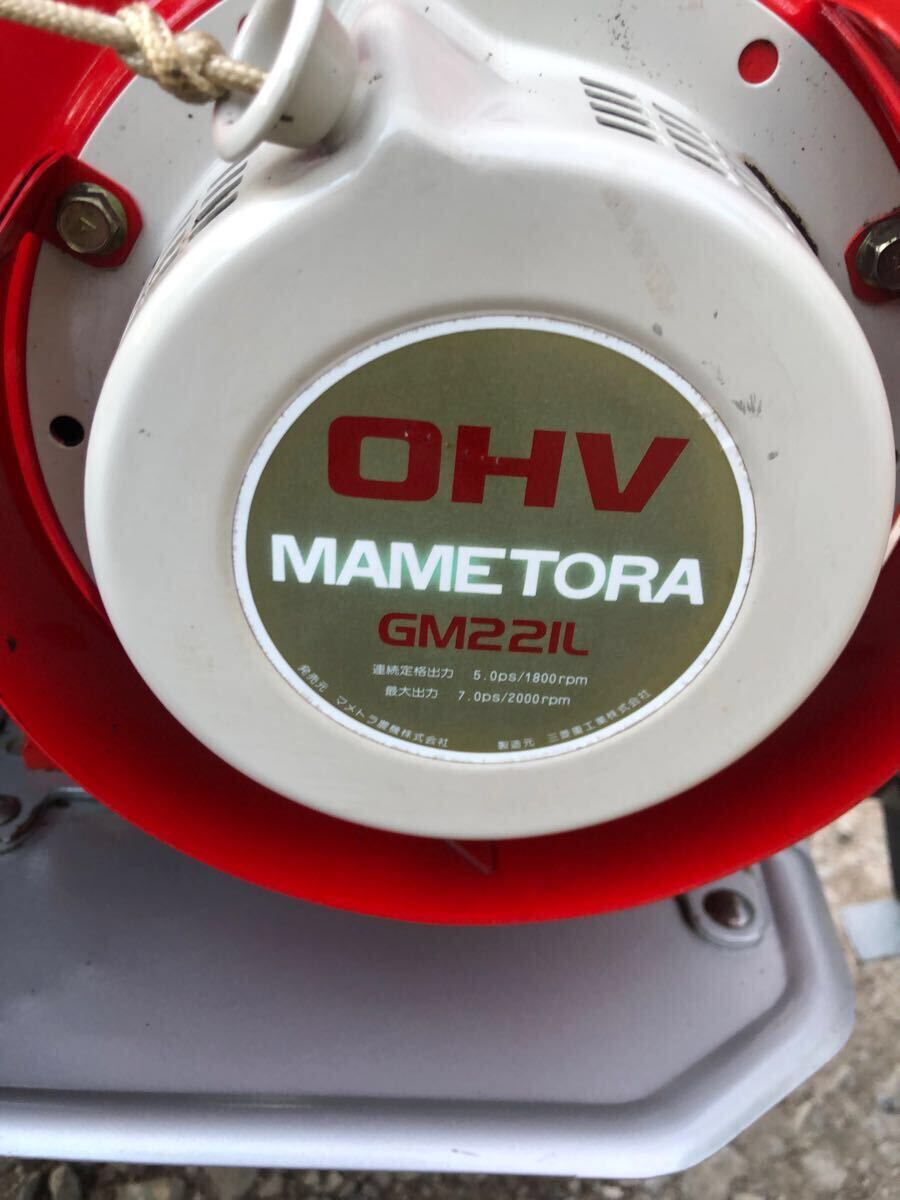 OHV
MAMETORA
GM221L
連続定格出力 5.0ps/1800rpm
最大出力 7.0ps/2000rpm
発売元 マメトラ農機株式会社
製造元 三菱重工業株式会社